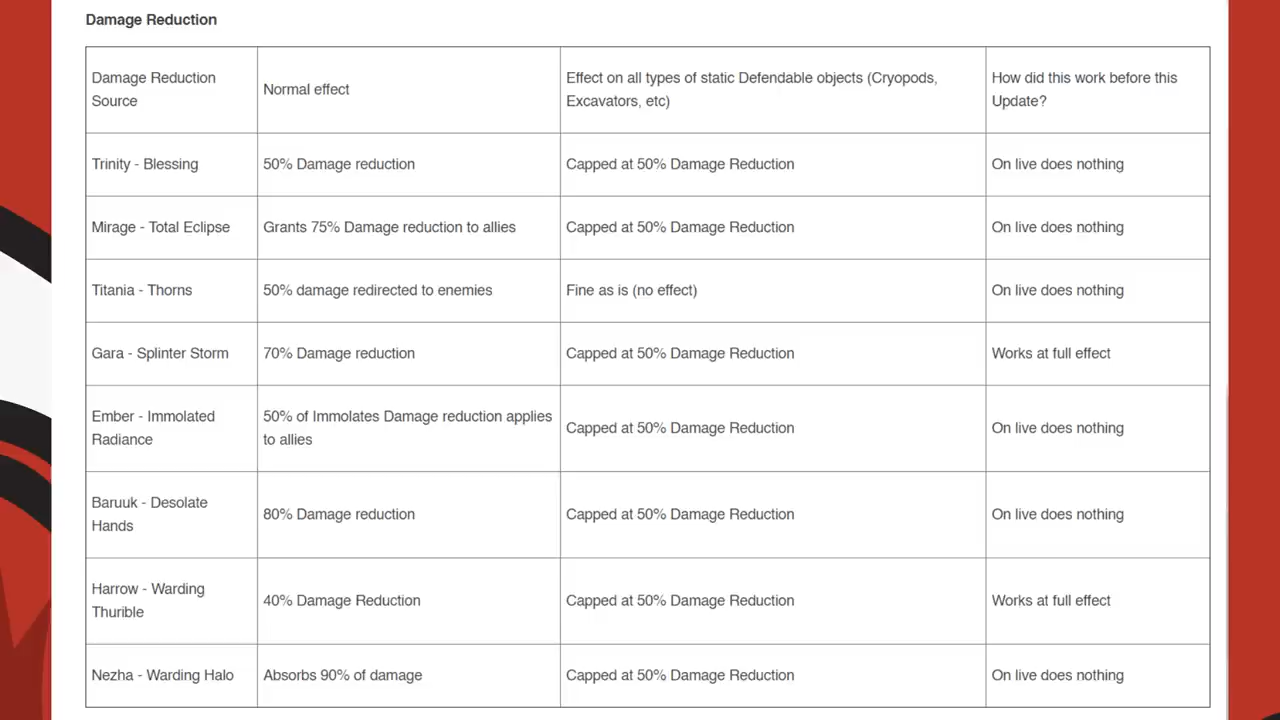 Damage Reduction
Damage Reduction
Source
Normal effect
Effect on all types of static Defendable objects (Cryopods,
Excavators, etc)
How did this work before this
Update?
Trinity - Blessing
50% Damage reduction
Capped at 50% Damage Reduction
On live does nothing
Mirage - Total Eclipse
Grants 75% Damage reduction to allies
Capped at 50% Damage Reduction
On live does nothing
Titania - Thorns
50% damage redirected to enemies
Fine as is (no effect)
On live does nothing
Gara - Splinter Storm
70% Damage reduction
Capped at 50% Damage Reduction
Works at full effect
Ember - Immolated
Radiance
50% of Immolates Damage reduction applies
to allies
Capped at 50% Damage Reduction
On live does nothing
Baruuk - Desolate
Hands
80% Damage reduction
Capped at 50% Damage Reduction
On live does nothing
Harrow - Warding
Thurible
40% Damage Reduction
Capped at 50% Damage Reduction
Works at full effect
Nezha - Warding Halo
Absorbs 90% of damage
Capped at 50% Damage Reduction
On live does nothing